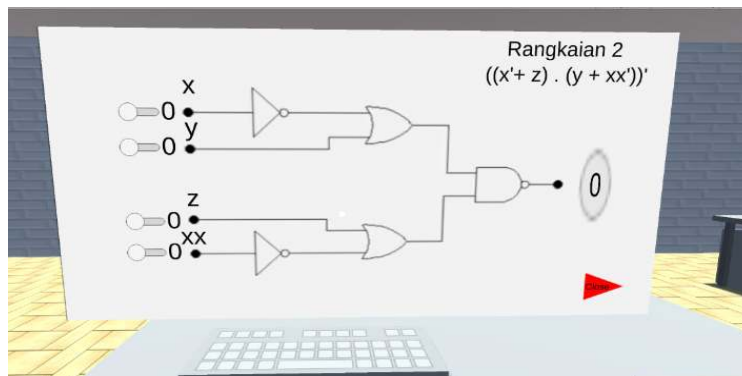 Rangkaian 2
((x'+ z) . (y + xx'))'
x
0
y
0
0
z
0
xx
0
Close